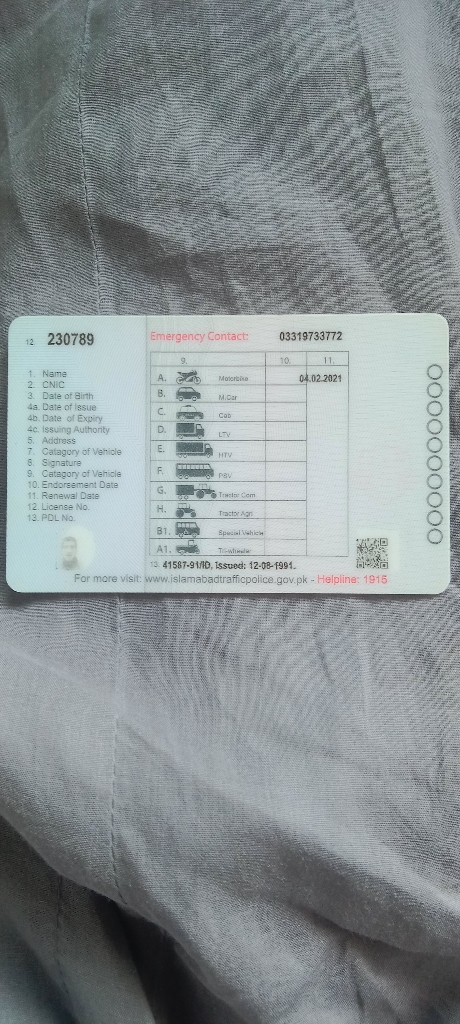 12. 230789 Emergency Contact: 03319733772
9. 10. 11.
1. Name
2. CNIC
3. Date of Birth
4a. Date of Issue
4b. Date of Expiry
4c. Issuing Authority
5. Address
7. Catagory of Vehicle
8. Signature
9. Catagory of Vehicle
10. Endorsement Date
11. Renewal Date
12. License No.
13. PDL No.
A. Motorbike 04.02.2021
B. M.Car
C. Cab
D. LTV
E. HTV
F. PSV
G. Tractor Com.
H. Tractor Agri
B1. Special Vehicle
A1. Tri-wheeler
13. 41587-91/ID. Issued: 12-08-1991.
For more visit: www.islamabadtrafficpolice.gov.pk - Helpline: 1915